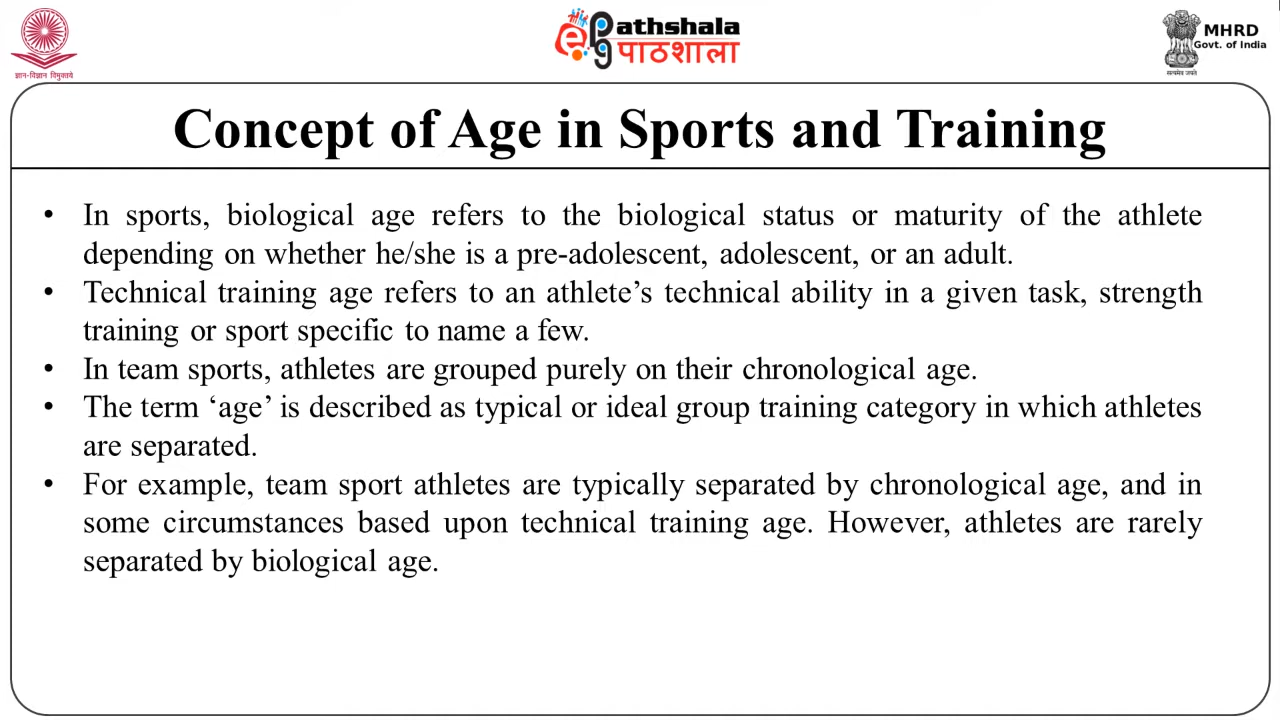 ज्ञान-विज्ञान विमुक्तये
ePathshala
पाठशाला
MHRD
Govt. of India
सत्यमेव जयते
Concept of Age in Sports and Training
• In sports, biological age refers to the biological status or maturity of the athlete
depending on whether he/she is a pre-adolescent, adolescent, or an adult.
• Technical training age refers to an athlete’s technical ability in a given task, strength
training or sport specific to name a few.
• In team sports, athletes are grouped purely on their chronological age.
• The term ‘age’ is described as typical or ideal group training category in which athletes
are separated.
• For example, team sport athletes are typically separated by chronological age, and in
some circumstances based upon technical training age. However, athletes are rarely
separated by biological age.